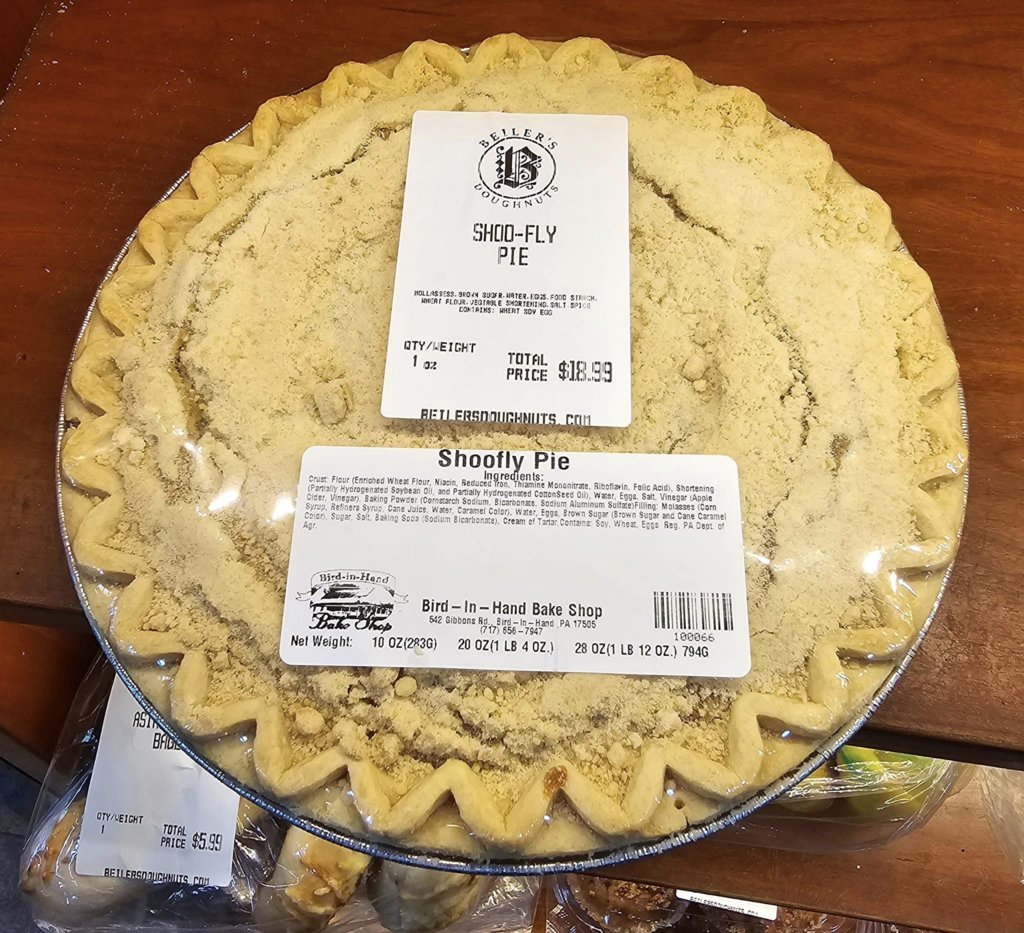 BEILER'S
B
DOUGHNUTS
SHOO-FLY
PIE
MOLLASSESS, BROWN SUGAR, WATER, EGGS, FOOD STARCH,
WHEAT FLOUR, VEGTABLE SHORTENING, SALT, SPICE
CONTAINS: WHEAT SOY EGG
QTY/WEIGHT
1 oz
TOTAL
PRICE $18.99
BEILERSDOUGHNUTS.COM
Shoofly Pie
Ingredients:
Crust: Flour (Enriched Wheat Flour, Niacin, Reduced Iron, Thiamine Mononitrate, Riboflavin, Folic Acid), Shortening
(Partially Hydrogenated Soybean Oil, and Partially Hydrogenated CottonSeed Oil), Water, Eggs, Salt, Vinegar (Apple
Cider, Vinegar), Baking Powder (Cornstarch Sodium, Bicarbonate, Sodium Aluminum Sulfate)Filling: Molasses (Corn
Syrup, Refiners Syrup, Cane Juice, Water, Caramel Color), Water, Eggs, Brown Sugar (Brown Sugar and Cane Caramel
Color), Sugar, Salt, Baking Soda (Sodium Bicarbonate), Cream of Tartar.Contains: Soy, Wheat, Eggs Reg. PA Dept. of
Agr.
Bird-in-Hand
Bake Shop
Bird-In-Hand Bake Shop
542 Gibbons Rd., Bird-In-Hand ,PA 17505
(717) 656-7947
100066
Net Weight: 10 OZ(283G) 20 OZ(1 LB 4 OZ.) 28 OZ(1 LB 12 OZ.) 794G
QTY/WEIGHT
1
TOTAL
PRICE $5.99
BEILERSDOUGHNUTS.COM
BEILERSDOUGHNUTS.COM